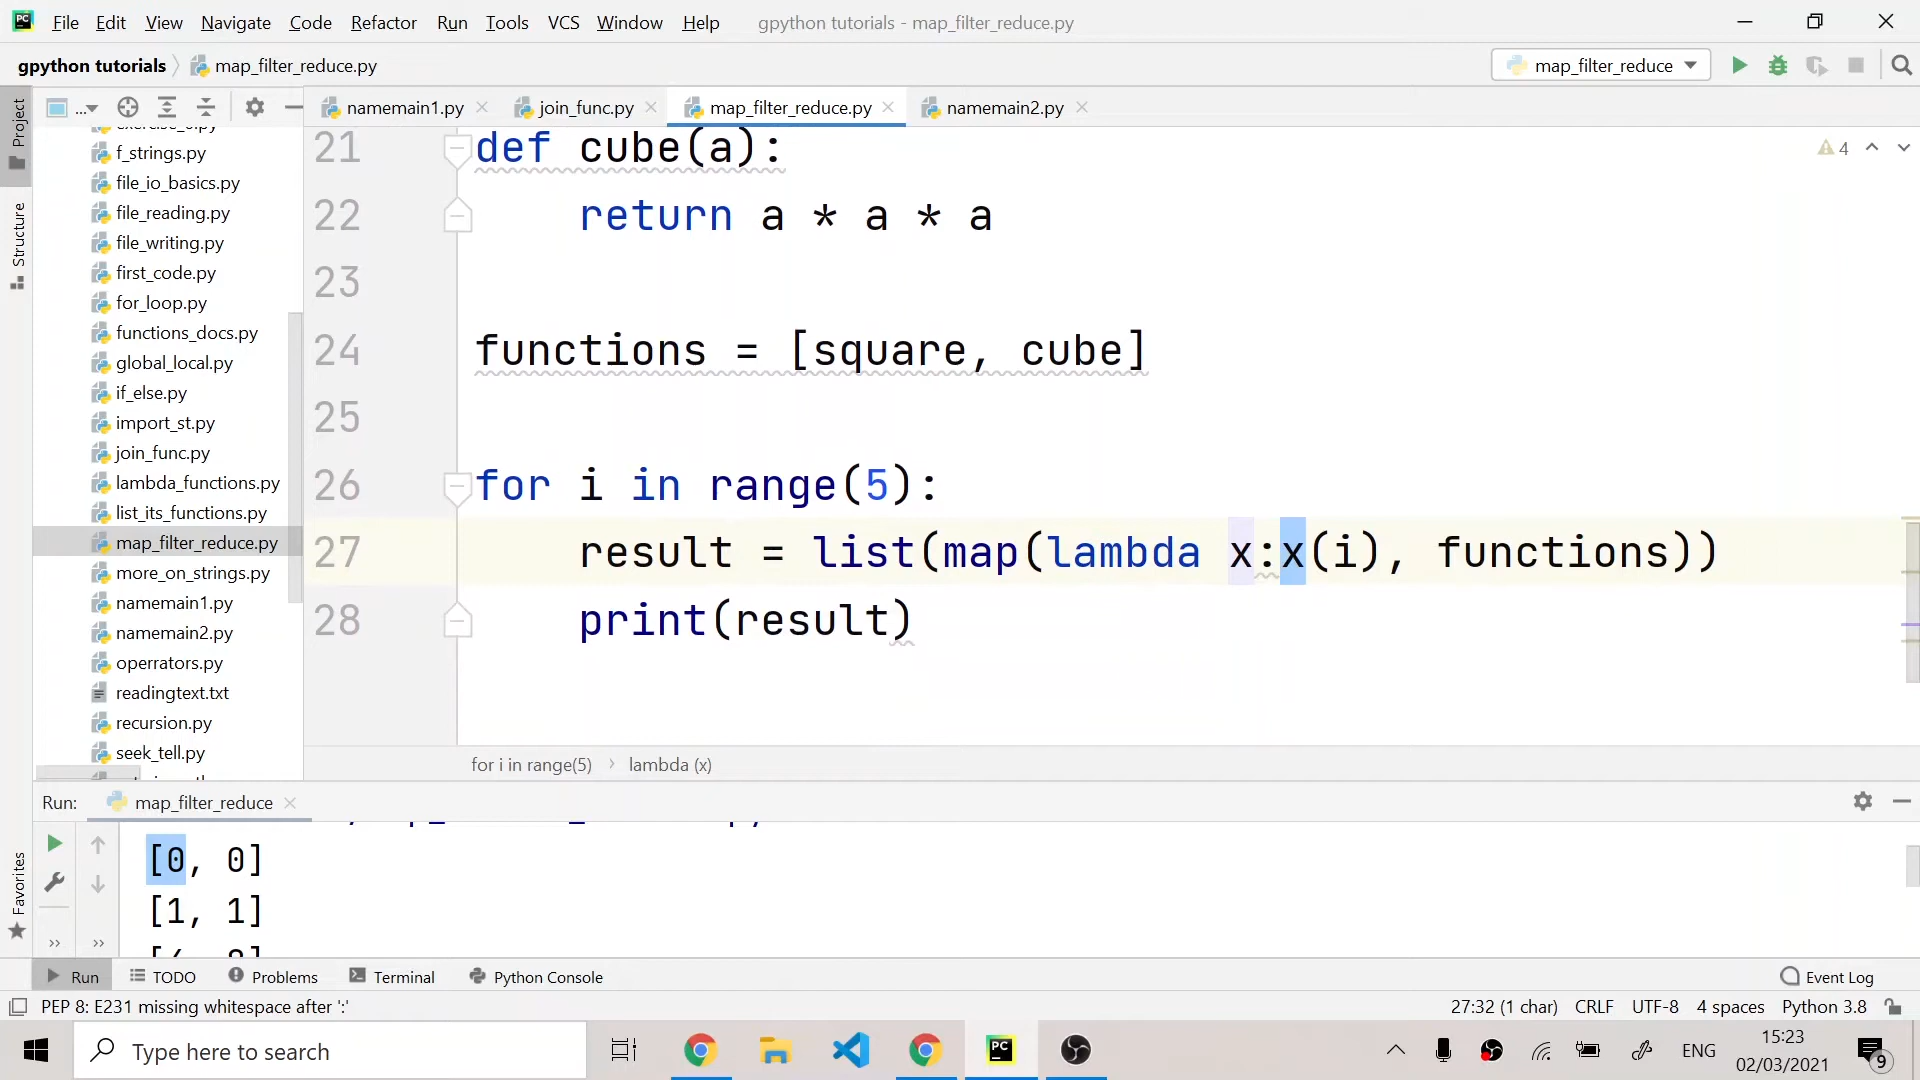 File Edit View Navigate Code Refactor Run Tools VCS Window Help gpython tutorials - map_filter_reduce.py
gpython tutorials map_filter_reduce.py map_filter_reduce
Project
Structure
Favorites
... namemain1.py join_func.py map_filter_reduce.py namemain2.py
f_strings.py
file_io_basics.py
file_reading.py
file_writing.py
first_code.py
for_loop.py
functions_docs.py
global_local.py
if_else.py
import_st.py
join_func.py
lambda_functions.py
list_its_functions.py
map_filter_reduce.py
more_on_strings.py
namemain1.py
namemain2.py
operrators.py
readingtext.txt
recursion.py
seek_tell.py
4
21 def cube(a):
22 return a * a * a
23
24 functions = [square, cube]
25
26 for i in range(5):
27 result = list(map(lambda x:x(i), functions))
28 print(result)
for i in range(5) › lambda (x)
Run: map_filter_reduce
[0, 0]
[1, 1]
Run TODO Problems Terminal Python Console Event Log
PEP 8: E231 missing whitespace after ':' 27:32 (1 char) CRLF UTF-8 4 spaces Python 3.8
Type here to search ENG 15:23
02/03/2021 9